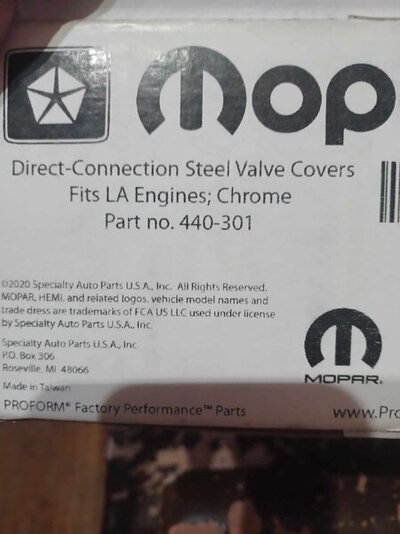 Mop
Direct-Connection Steel Valve Covers
Fits LA Engines; Chrome
Part no. 440-301
©2020 Specialty Auto Parts U.S.A., Inc. All Rights Reserved.
MOPAR, HEMI, and related logos, vehicle model names and
trade dress are trademarks of FCA US LLC used under license
by Specialty Auto Parts U.S.A., Inc.
Specialty Auto Parts U.S.A., Inc.
P.O. Box 306
Roseville, MI 48066
Made in Taiwan
MOPAR®
PROFORM® Factory Performance™ Parts www.Pro